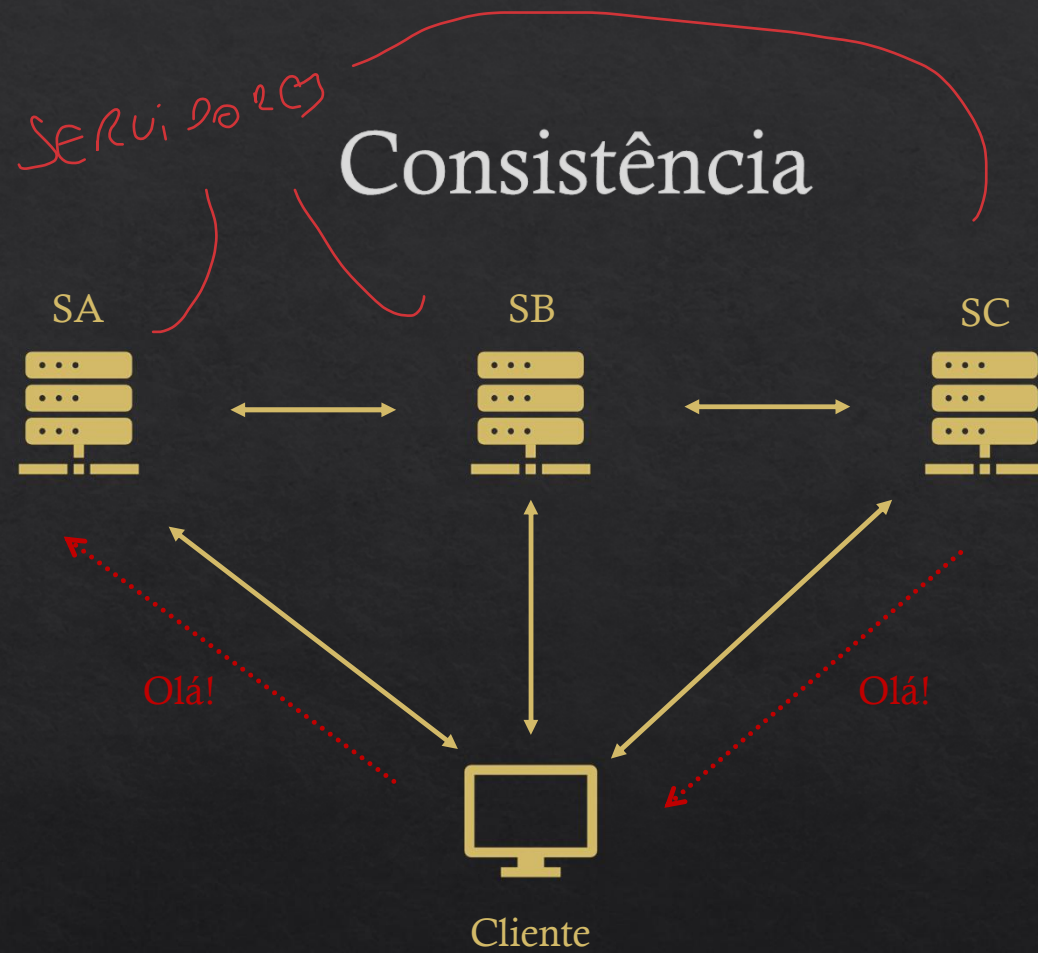 SERViDORES
Consistência
SA
SB
SC
Olá!
Olá!
Cliente